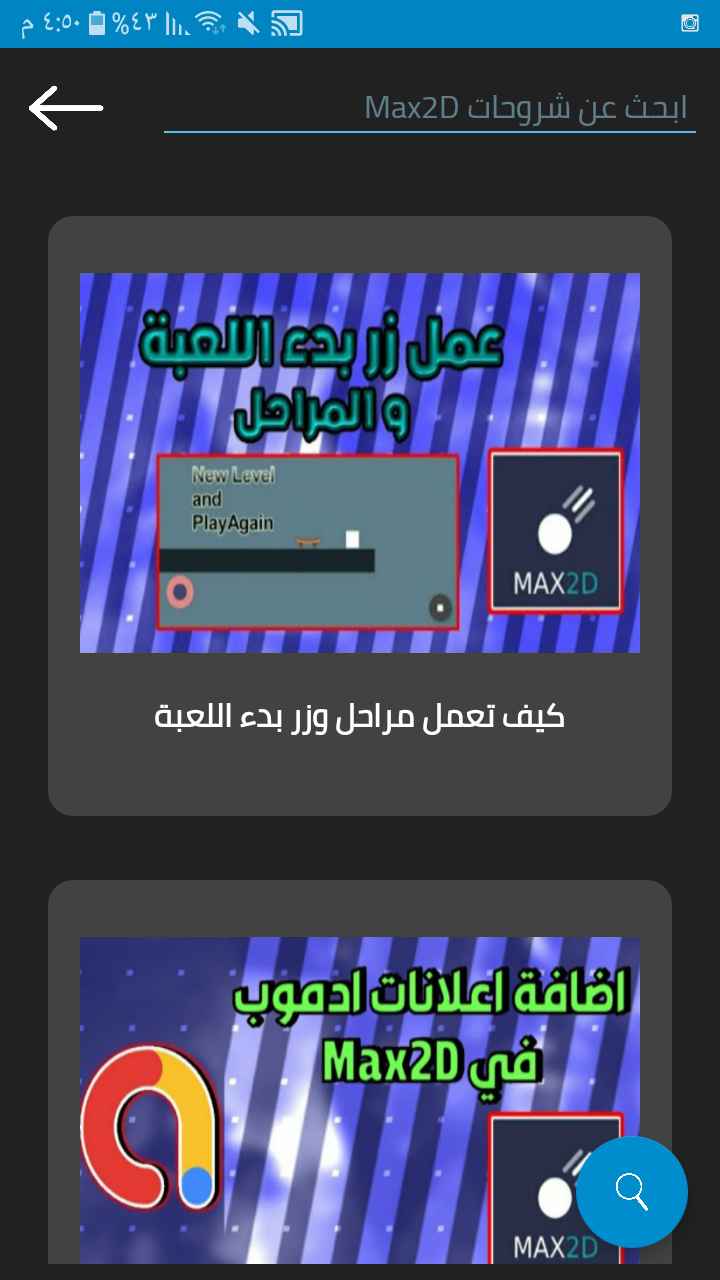 ٤:٥٠ م
%٤٣
ابحث عن شروحات Max2D
عمل زر بدء اللعبة
و المراحل
New Level
and
PlayAgain
MAX2D
كيف تعمل مراحل وزر بدء اللعبة
اضافة اعلانات ادموب
في Max2D
MAX2D